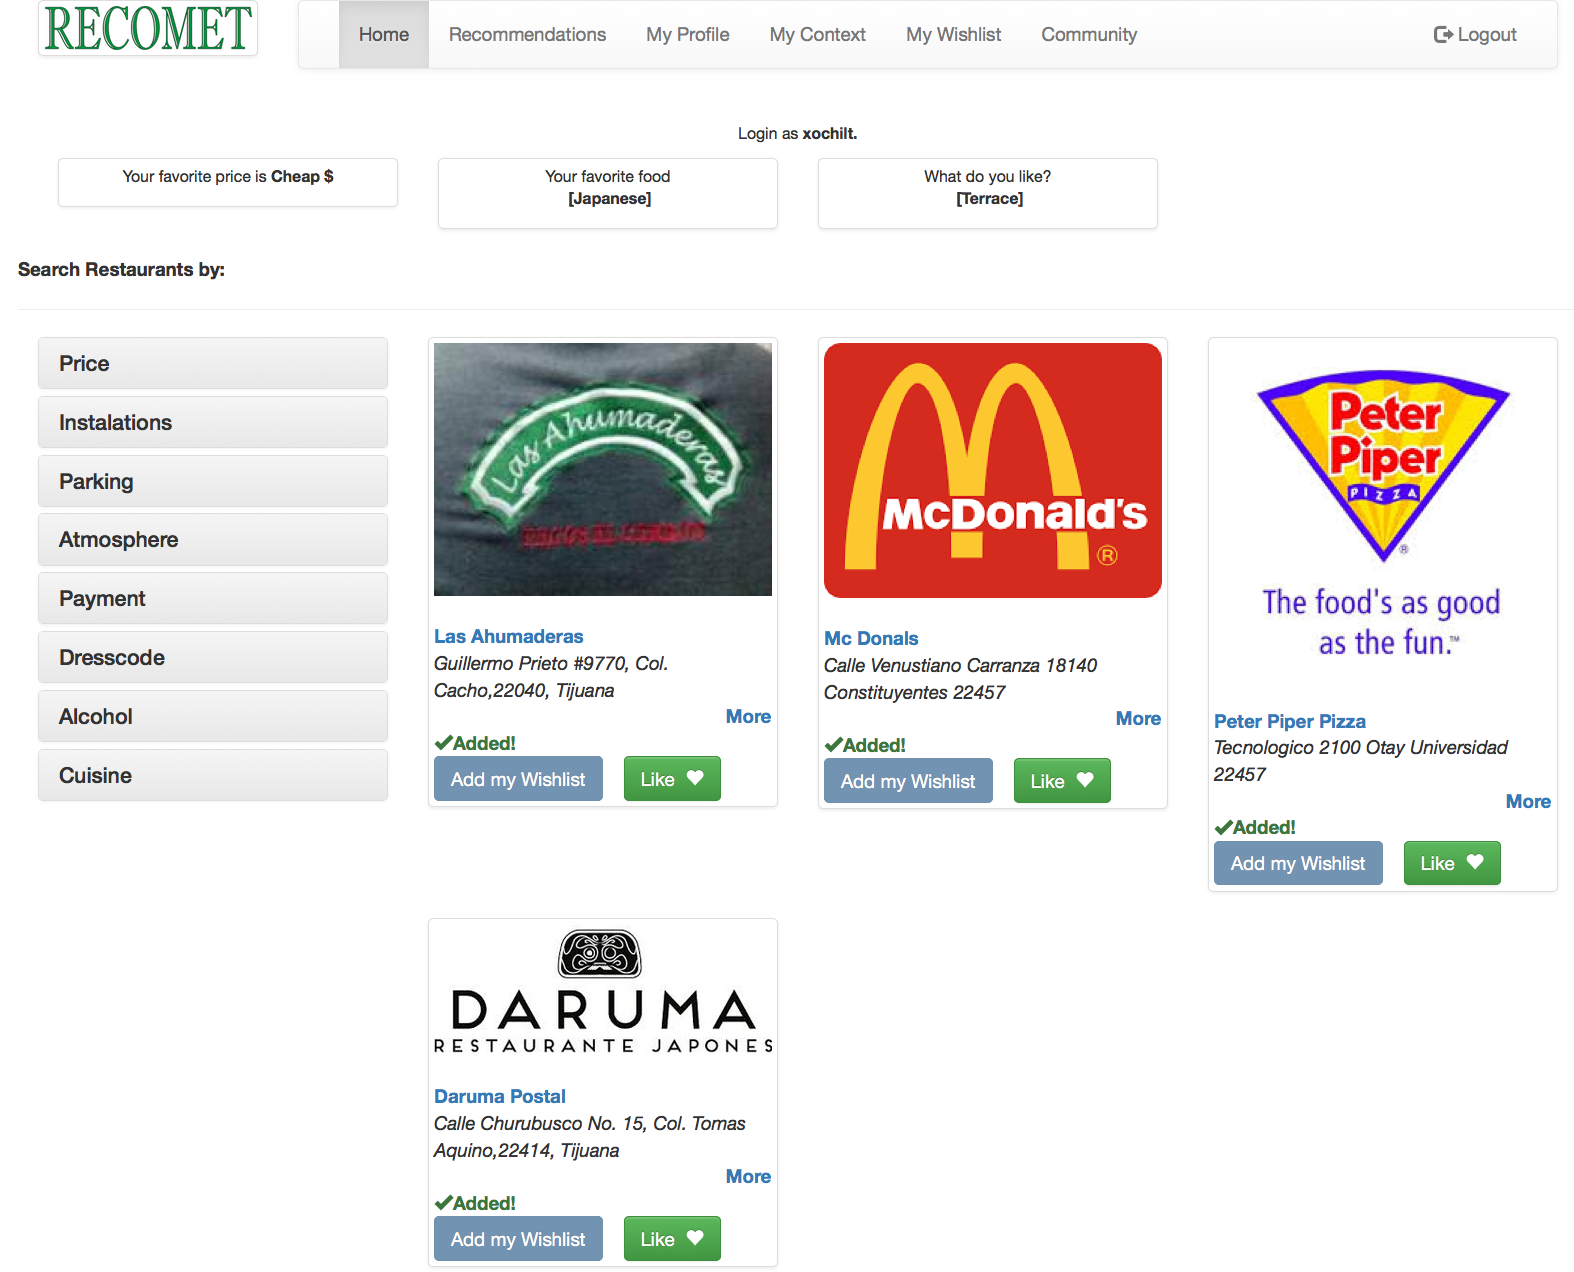 RECOMET
Home
Recommendations
My Profile
My Context
My Wishlist
Community
Logout
Login as xochilt.
Your favorite price is Cheap $
Your favorite food
[Japanese]
What do you like?
[Terrace]
Search Restaurants by:
Price
Instalations
Parking
Atmosphere
Payment
Dresscode
Alcohol
Cuisine
Las Ahumaderas
Las Ahumaderas
Guillermo Prieto #9770, Col.
Cacho,22040, Tijuana
More
Added!
Add my Wishlist
Like
McDonald's
®
Mc Donals
Calle Venustiano Carranza 18140
Constituyentes 22457
More
Added!
Add my Wishlist
Like
Peter
Piper
PIZZA
®
The food's as good
as the fun.™
Peter Piper Pizza
Tecnologico 2100 Otay Universidad
22457
More
Added!
Add my Wishlist
Like
DARUMA
RESTAURANTE JAPONES
Daruma Postal
Calle Churubusco No. 15, Col. Tomas
Aquino,22414, Tijuana
More
Added!
Add my Wishlist
Like